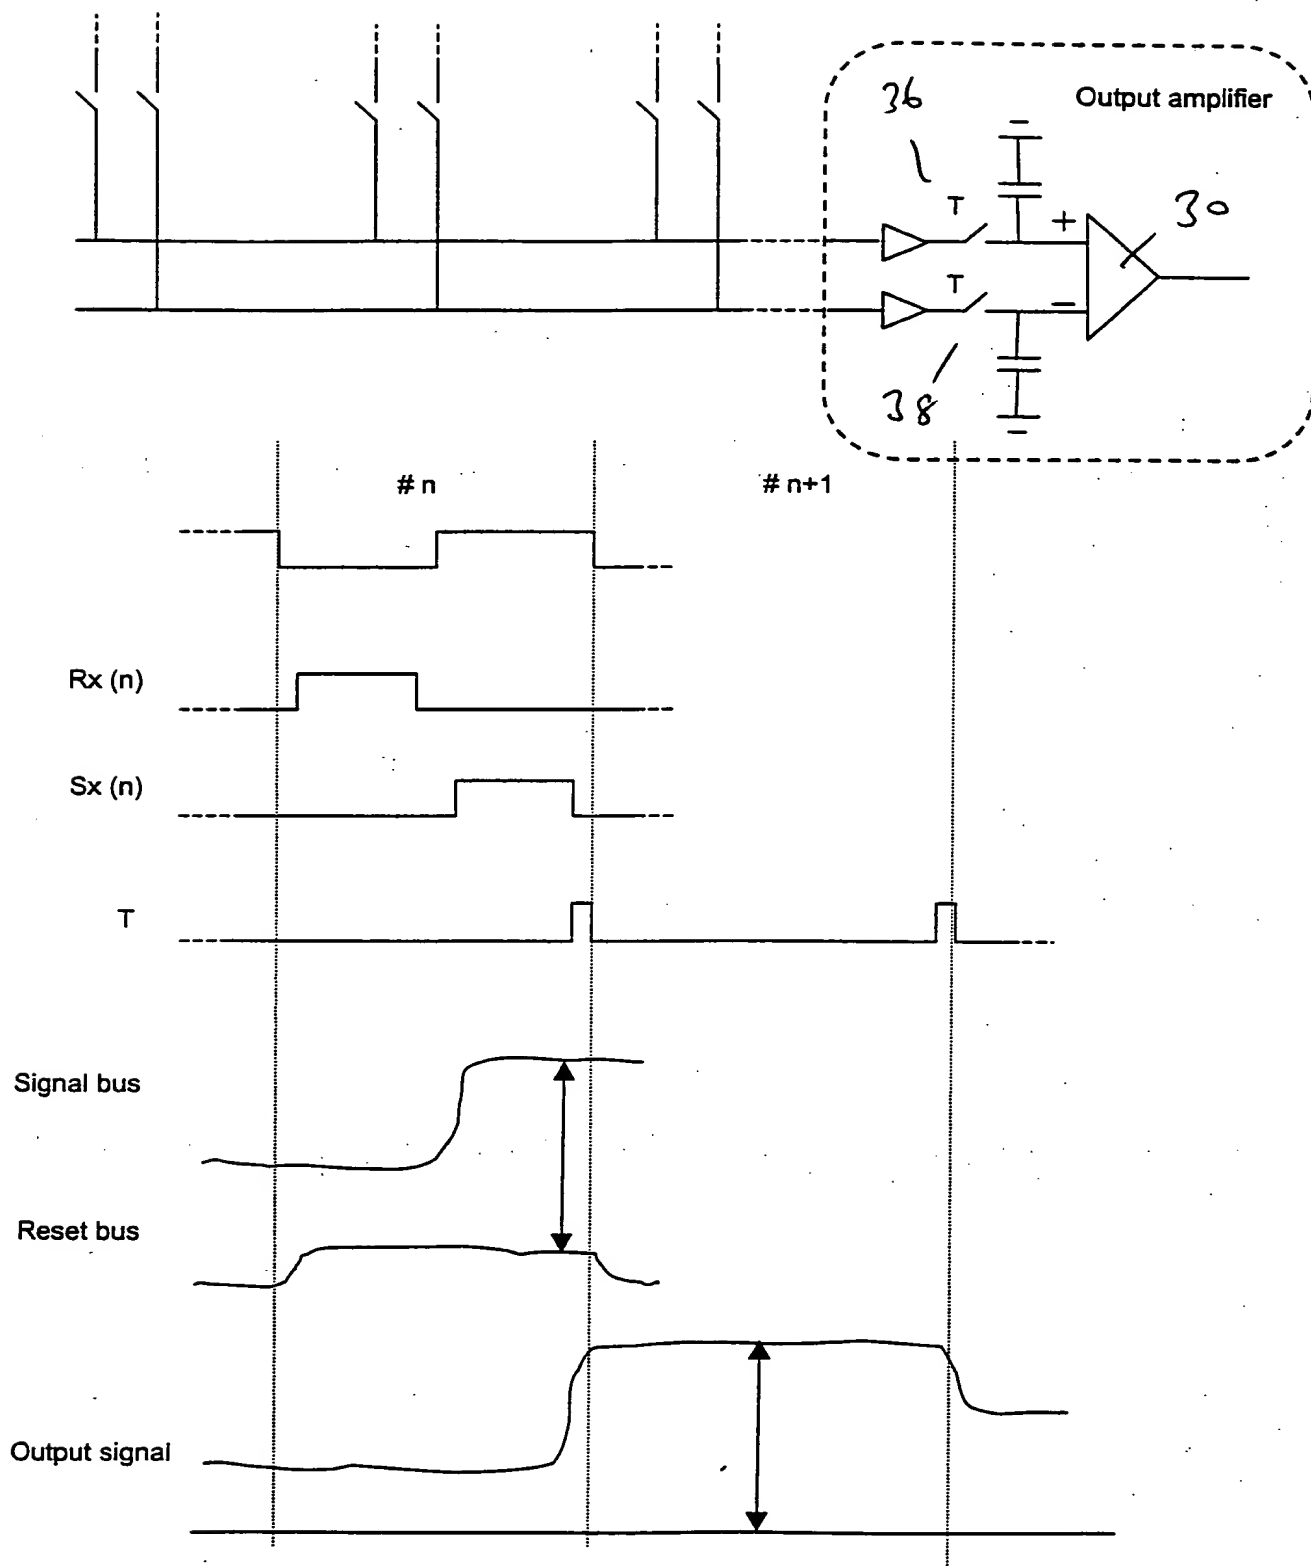 36
Output amplifier
T
+
30
T
−
38
# n
# n+1
Rx (n)
Sx (n)
T
Signal bus
Reset bus
Output signal